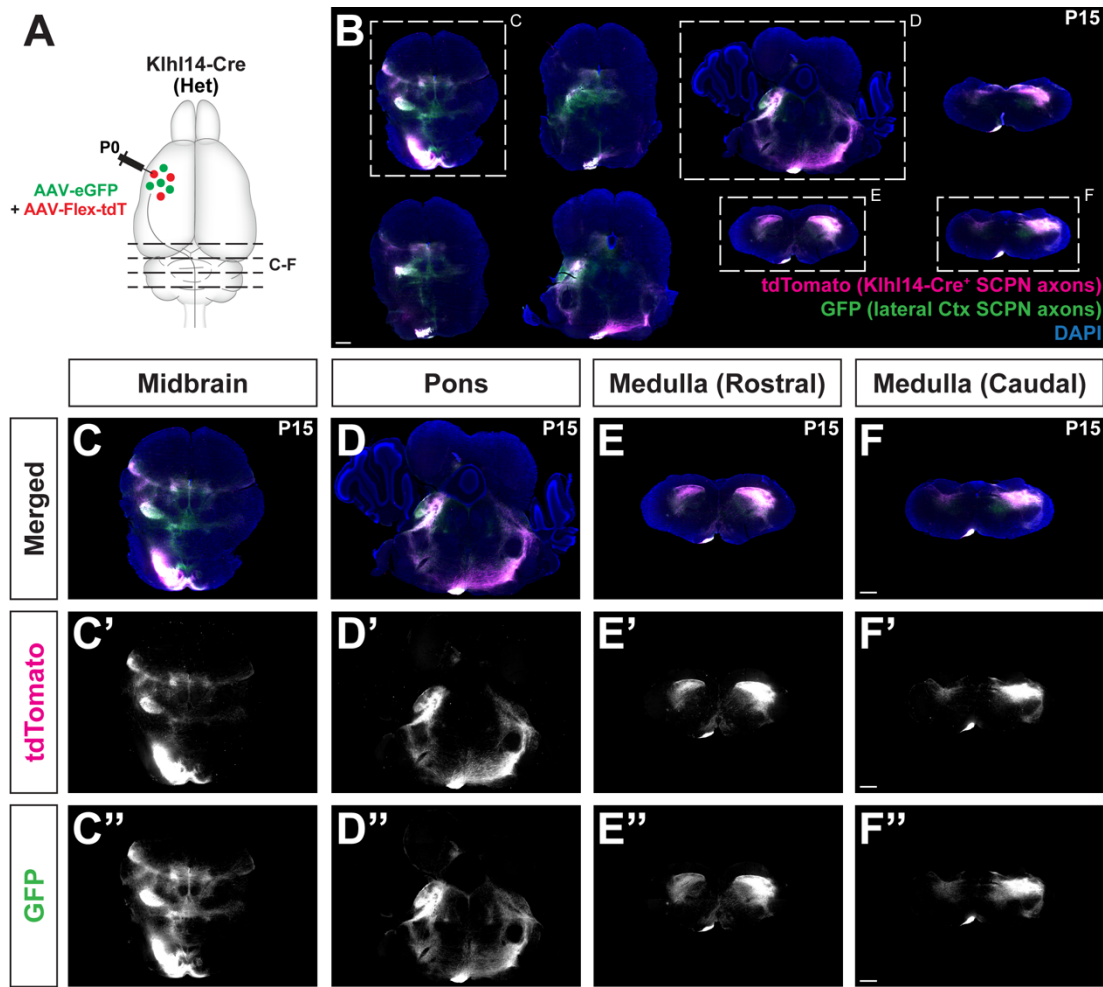 A
Klhl14-Cre
(Het)
P0
AAV-eGFP
+ AAV-Flex-tdT
C-F
B
C
D
P15
E
F
tdTomato (Klhl14-Cre⁺ SCPN axons)
GFP (lateral Ctx SCPN axons)
DAPI
Midbrain
Pons
Medulla (Rostral)
Medulla (Caudal)
Merged
C
P15
D
P15
E
P15
F
P15
tdTomato
C’
D’
E’
F’
GFP
C”
D”
E”
F”